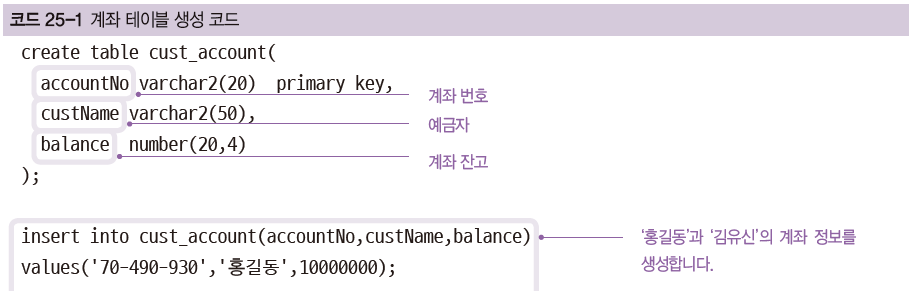 코드 25-1 계좌 테이블 생성 코드
create table cust_account(
accountNo varchar2(20) primary key,
계좌 번호
custName varchar2(50),
예금자
balance number(20,4)
계좌 잔고
);
insert into cust_account(accountNo,custName,balance)
'홍길동'과 '김유신'의 계좌 정보를
values('70-490-930','홍길동',10000000);
생성합니다.